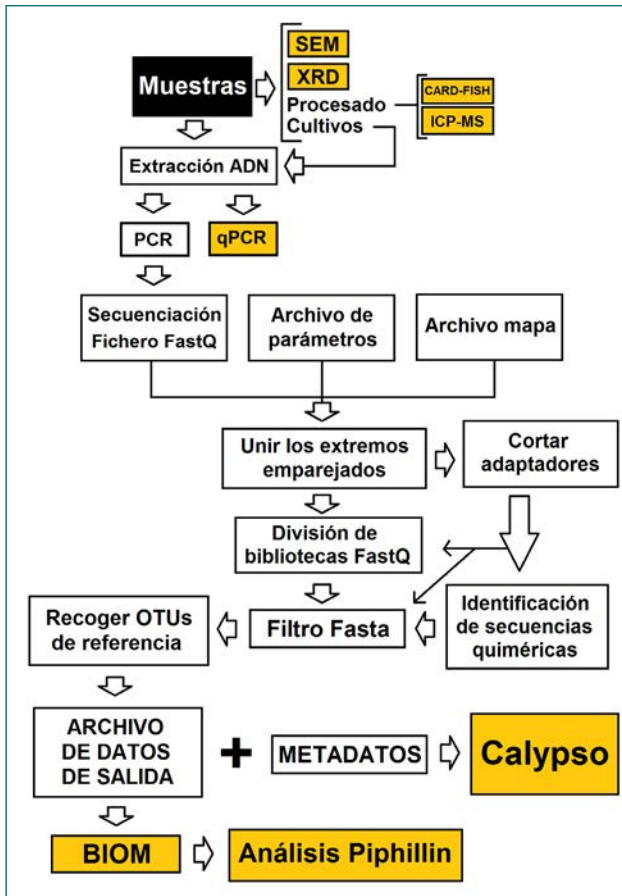 SEM
XRD
Muestras
Procesado
Cultivos
CARD-FISH
ICP-MS
Extracción ADN
PCR
qPCR
Secuenciación
Fichero FastQ
Archivo de
parámetros
Archivo mapa
Unir los extremos
emparejados
Cortar
adaptadores
División de
bibliotecas FastQ
Recoger OTUs
de referencia
Filtro Fasta
Identificación
de secuencias
quiméricas
ARCHIVO
DE DATOS
DE SALIDA
+
METADATOS
Calypso
BIOM
Análisis Piphillin